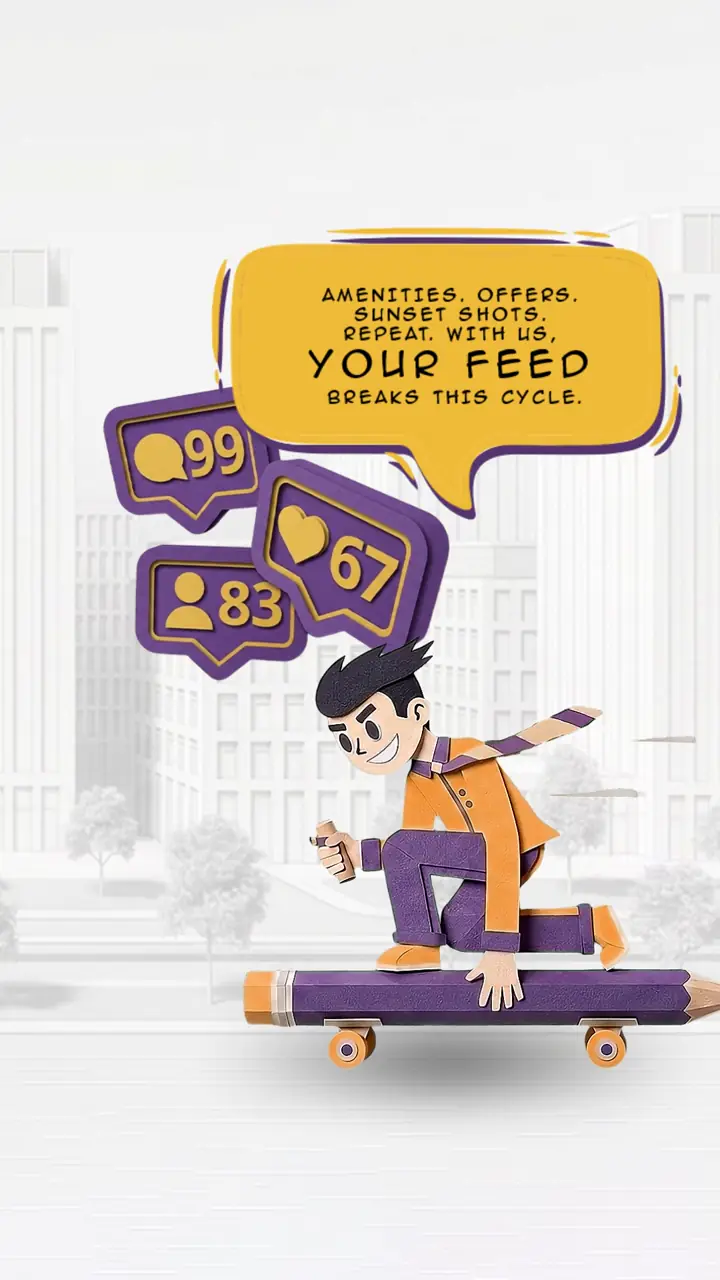 AMENITIES. OFFERS.
SUNSET SHOTS.
REPEAT. WITH US,
YOUR FEED
BREAKS THIS CYCLE.
99
67
83